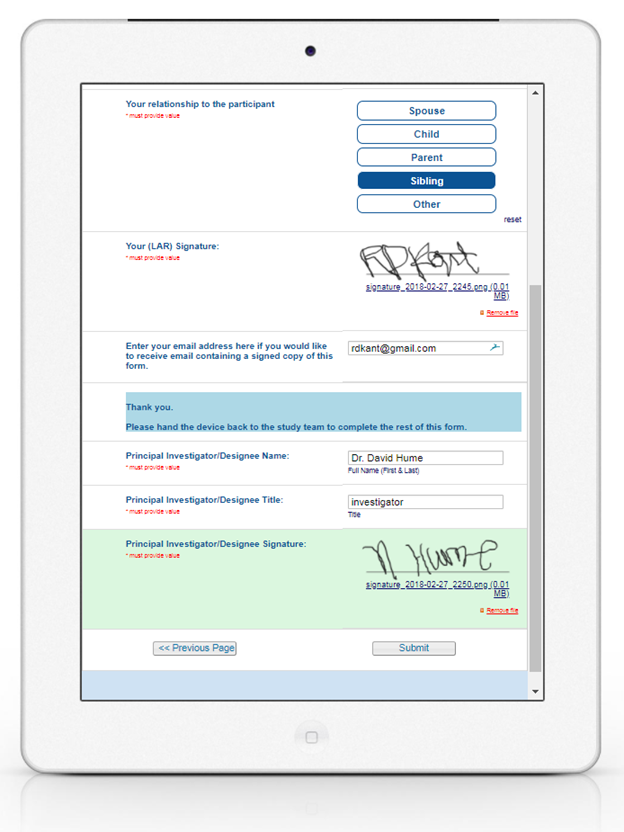 Your relationship to the participant
* must provide value
Spouse
Child
Parent
Sibling
Other
reset
Your (LAR) Signature:
* must provide value
RD Kant
signature_2018-02-27_2245.png (0.01
MB)
Remove file
Enter your email address here if you would like
to receive email containing a signed copy of this
form.
rdkant@gmail.com
Thank you.
Please hand the device back to the study team to complete the rest of this form.
Principal Investigator/Designee Name:
* must provide value
Dr. David Hume
Full Name (First & Last)
Principal Investigator/Designee Title:
* must provide value
investigator
Title
Principal Investigator/Designee Signature:
* must provide value
Hume
signature_2018-02-27_2250.png (0.01
MB)
Remove file
<< Previous Page
Submit